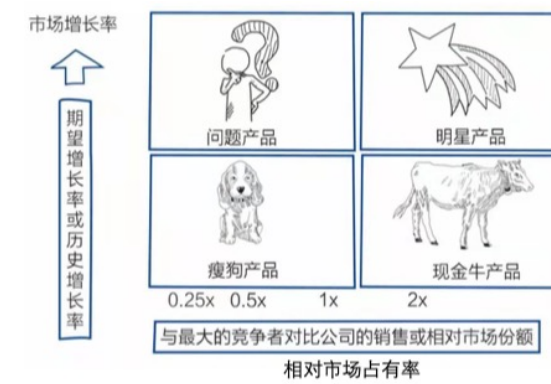 市场增长率
期望增长率或历史增长率
问题产品
明星产品
瘦狗产品
现金牛产品
0.25x 0.5x 1x 2x
与最大的竞争者对比公司的销售或相对市场份额
相对市场占有率